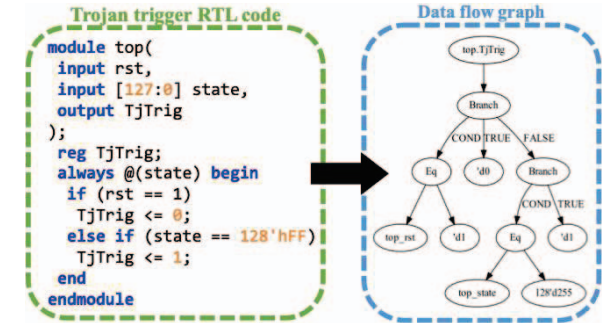 Trojan trigger RTL code
module top(
input rst,
input [127:0] state,
output TjTrig
);
reg TjTrig;
always @(state) begin
if (rst == 1)
TjTrig <= 0;
else if (state == 128'hFF)
TjTrig <= 1;
end
endmodule
Data flow graph
top.TjTrig
Branch
COND TRUE FALSE
Eq 'd0 Branch
COND TRUE
top_rst 'd1 Eq 'd1
top_state 128'd255